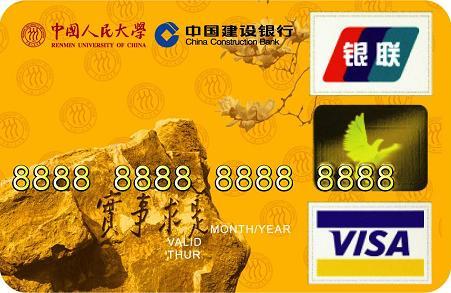 中国人民大學
RENMIN UNIVERSITY OF CHINA
中国建设银行
China Construction Bank
银联
8888 8888 8888 8888
實事求是
MONTH/YEAR
VALID
THUR
VISA